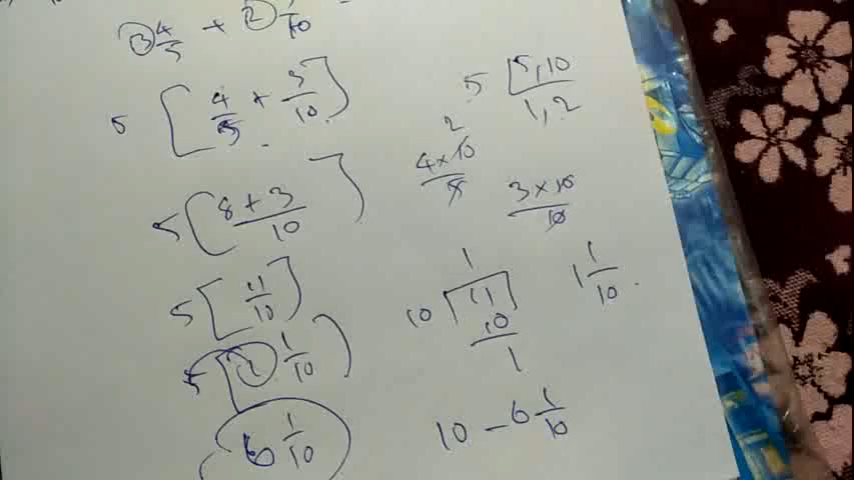 3 4/5 + 2 /10
5 [ 4/5 + 3/10 ]
5 | 5, 10
1, 2
5 [ 8 + 3 / 10 ]
2
4 × 10 / 5
3 × 10 / 10
5 [ 11/10 ]
1
10 | 11
10
1
1 1/10
5 [ 1 1/10 ]
6 1/10
10 - 6 1/10